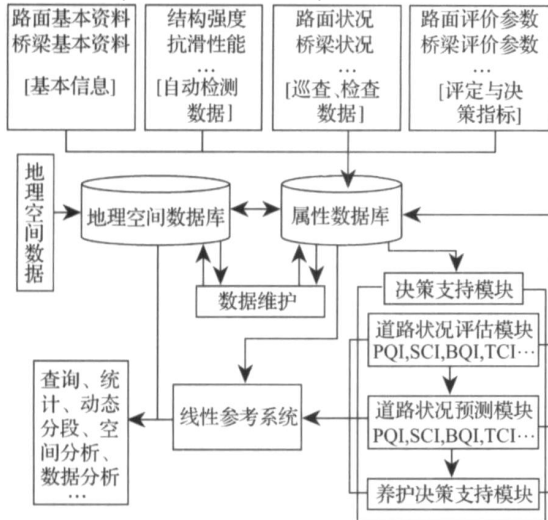 路面基本资料
桥梁基本资料
[基本信息]
结构强度
抗滑性能
…
[自动检测
数据]
路面状况
桥梁状况
…
[巡查、检查
数据]
路面评价参数
桥梁评价参数
…
[评定与决
策指标]
地理空间数据
地理空间数据库
属性数据库
数据维护
决策支持模块
道路状况评估模块
PQI,SCI,BQI,TCI…
查询、统
计、动态
分段、空
间分析、
数据分析
…
线性参考系统
道路状况预测模块
PQI,SCI,BQI,TCI…
养护决策支持模块